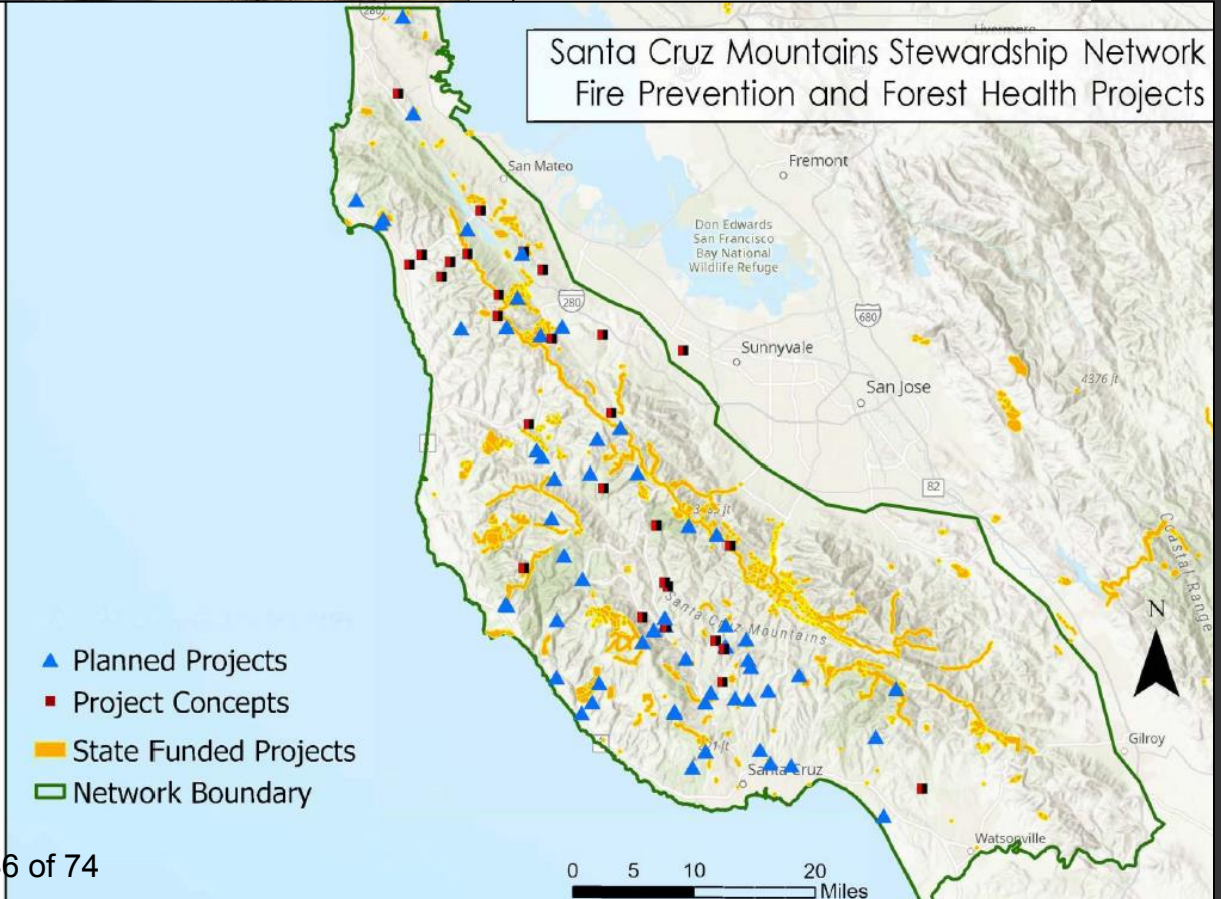 280
Livermore
Santa Cruz Mountains Stewardship Network
Fire Prevention and Forest Health Projects
San Mateo
Fremont
Don Edwards
San Francisco
Bay National
Wildlife Refuge
280
680
Sunnyvale
4376 ft
San Jose
82
Coastal Range
Santa Cruz Mountains
N
Planned Projects
Project Concepts
State Funded Projects
Network Boundary
Gilroy
Santa Cruz
Watsonville
6 of 74
0 5 10 20
Miles